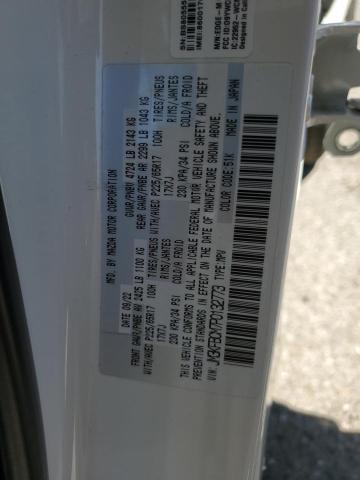 MFD. BY MAZDA MOTOR CORPORATION
DATE: 09/22 GVWR/PNBV 4724 LB 2143 KG
FRONT GAWR/PNBE AV 2425 LB 1100 KG REAR GAWR/PNBE AR 2299 LB 1043 KG
WITH/AVEC P225/65R17 100H TIRES/PNEUS WITH/AVEC P225/65R17 100H TIRES/PNEUS
17X7J RIMS/JANTES 17X7J RIMS/JANTES
230 KPA/34 PSI COLD/A FROID 230 KPA/34 PSI COLD/A FROID
THIS VEHICLE CONFORMS TO ALL APPLICABLE FEDERAL MOTOR VEHICLE SAFETY AND THEFT
PREVENTION STANDARDS IN EFFECT ON THE DATE OF MANUFACTURE SHOWN ABOVE.
VIN: JM3KFBCM7P0132773 TYPE:MPV COLOR CODE:51K
MADE IN JAPAN
M/N:EDGE-M